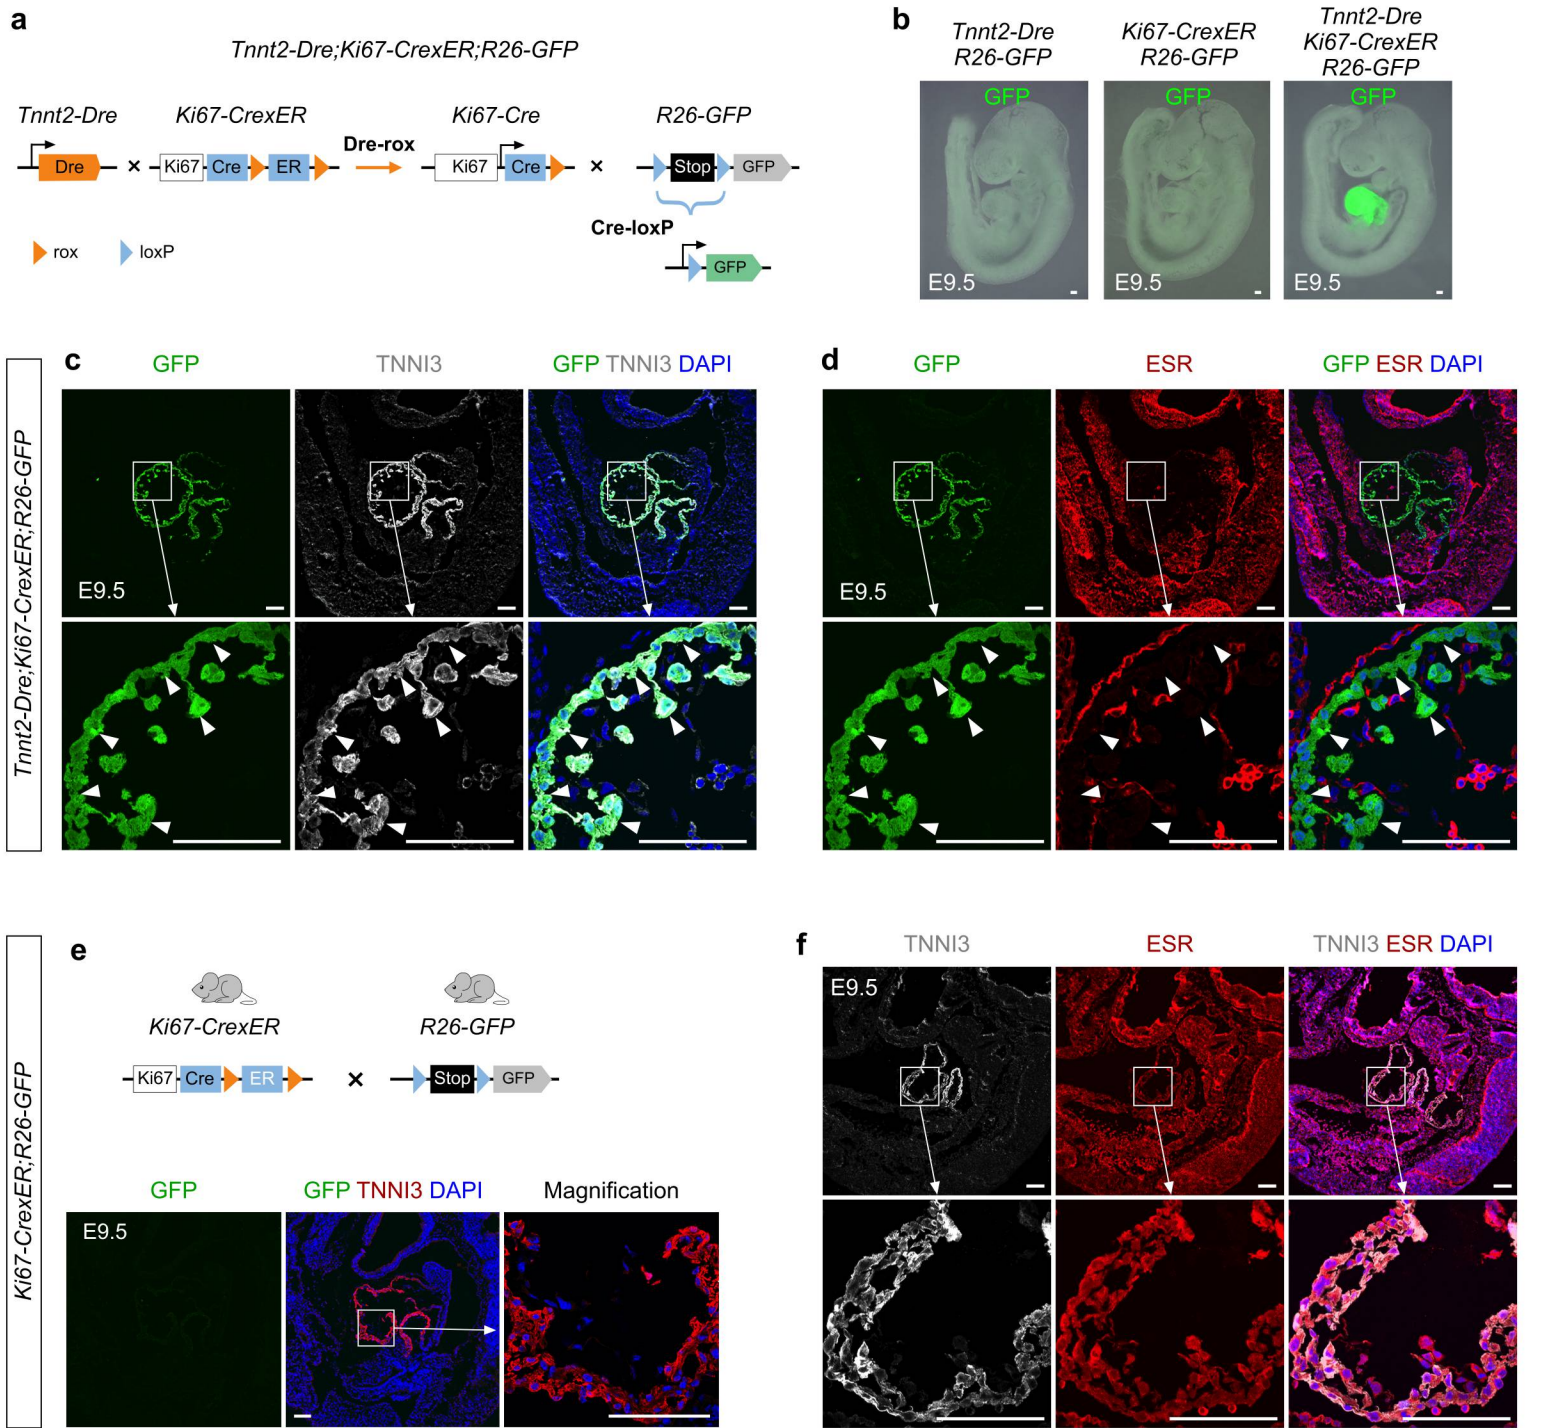 a
Tnnt2-Dre;Ki67-CrexER;R26-GFP
Tnnt2-Dre
Ki67-CrexER
Ki67-Cre
R26-GFP
Dre × Ki67 Cre ER Dre-rox Ki67 Cre × Stop GFP
Cre-loxP
rox
loxP
GFP
b
Tnnt2-Dre
R26-GFP
Ki67-CrexER
R26-GFP
Tnnt2-Dre
Ki67-CrexER
R26-GFP
GFP
GFP
GFP
E9.5
E9.5
E9.5
Tnnt2-Dre;Ki67-CrexER;R26-GFP
c
GFP
TNNI3
GFP TNNI3 DAPI
E9.5
d
GFP
ESR
GFP ESR DAPI
E9.5
Ki67-CrexER;R26-GFP
e
Ki67-CrexER
R26-GFP
Ki67 Cre ER × Stop GFP
GFP
GFP TNNI3 DAPI
Magnification
E9.5
f
TNNI3
ESR
TNNI3 ESR DAPI
E9.5